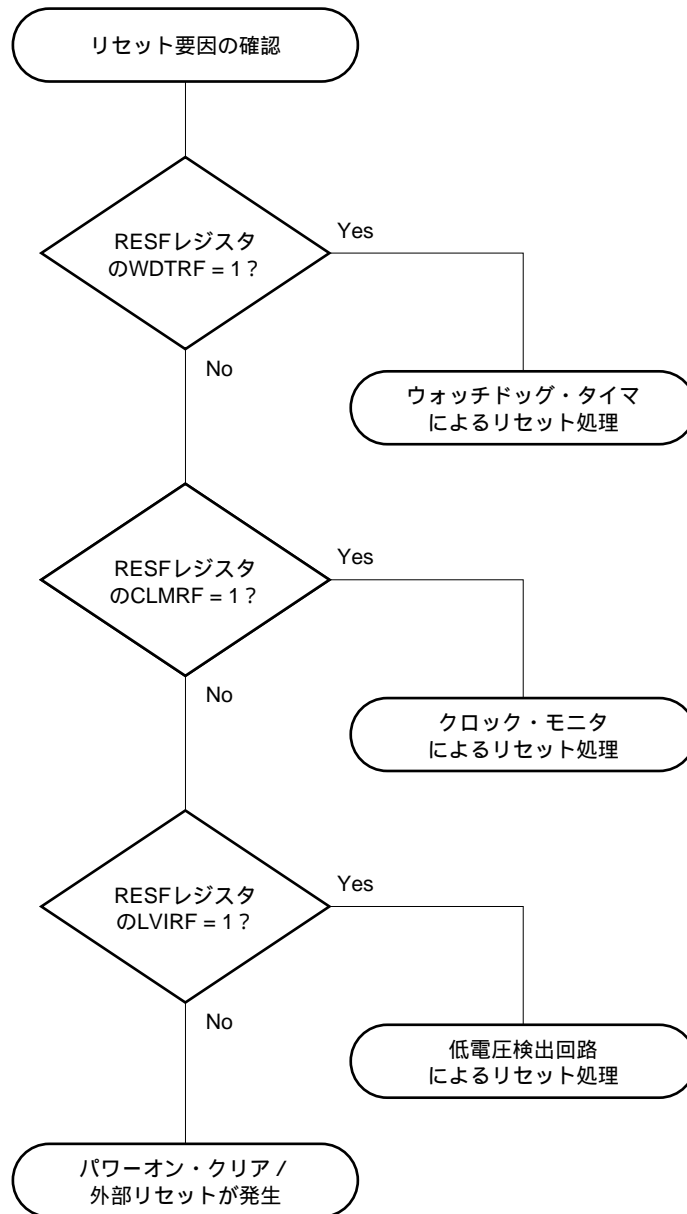 リセット要因の確認
RESFレジスタ
のWDTRF = 1？
Yes
No
ウォッチドッグ・タイマ
によるリセット処理
RESFレジスタ
のCLMRF = 1？
Yes
No
クロック・モニタ
によるリセット処理
RESFレジスタ
のLVIRF = 1？
Yes
No
低電圧検出回路
によるリセット処理
パワーオン・クリア /
外部リセットが発生